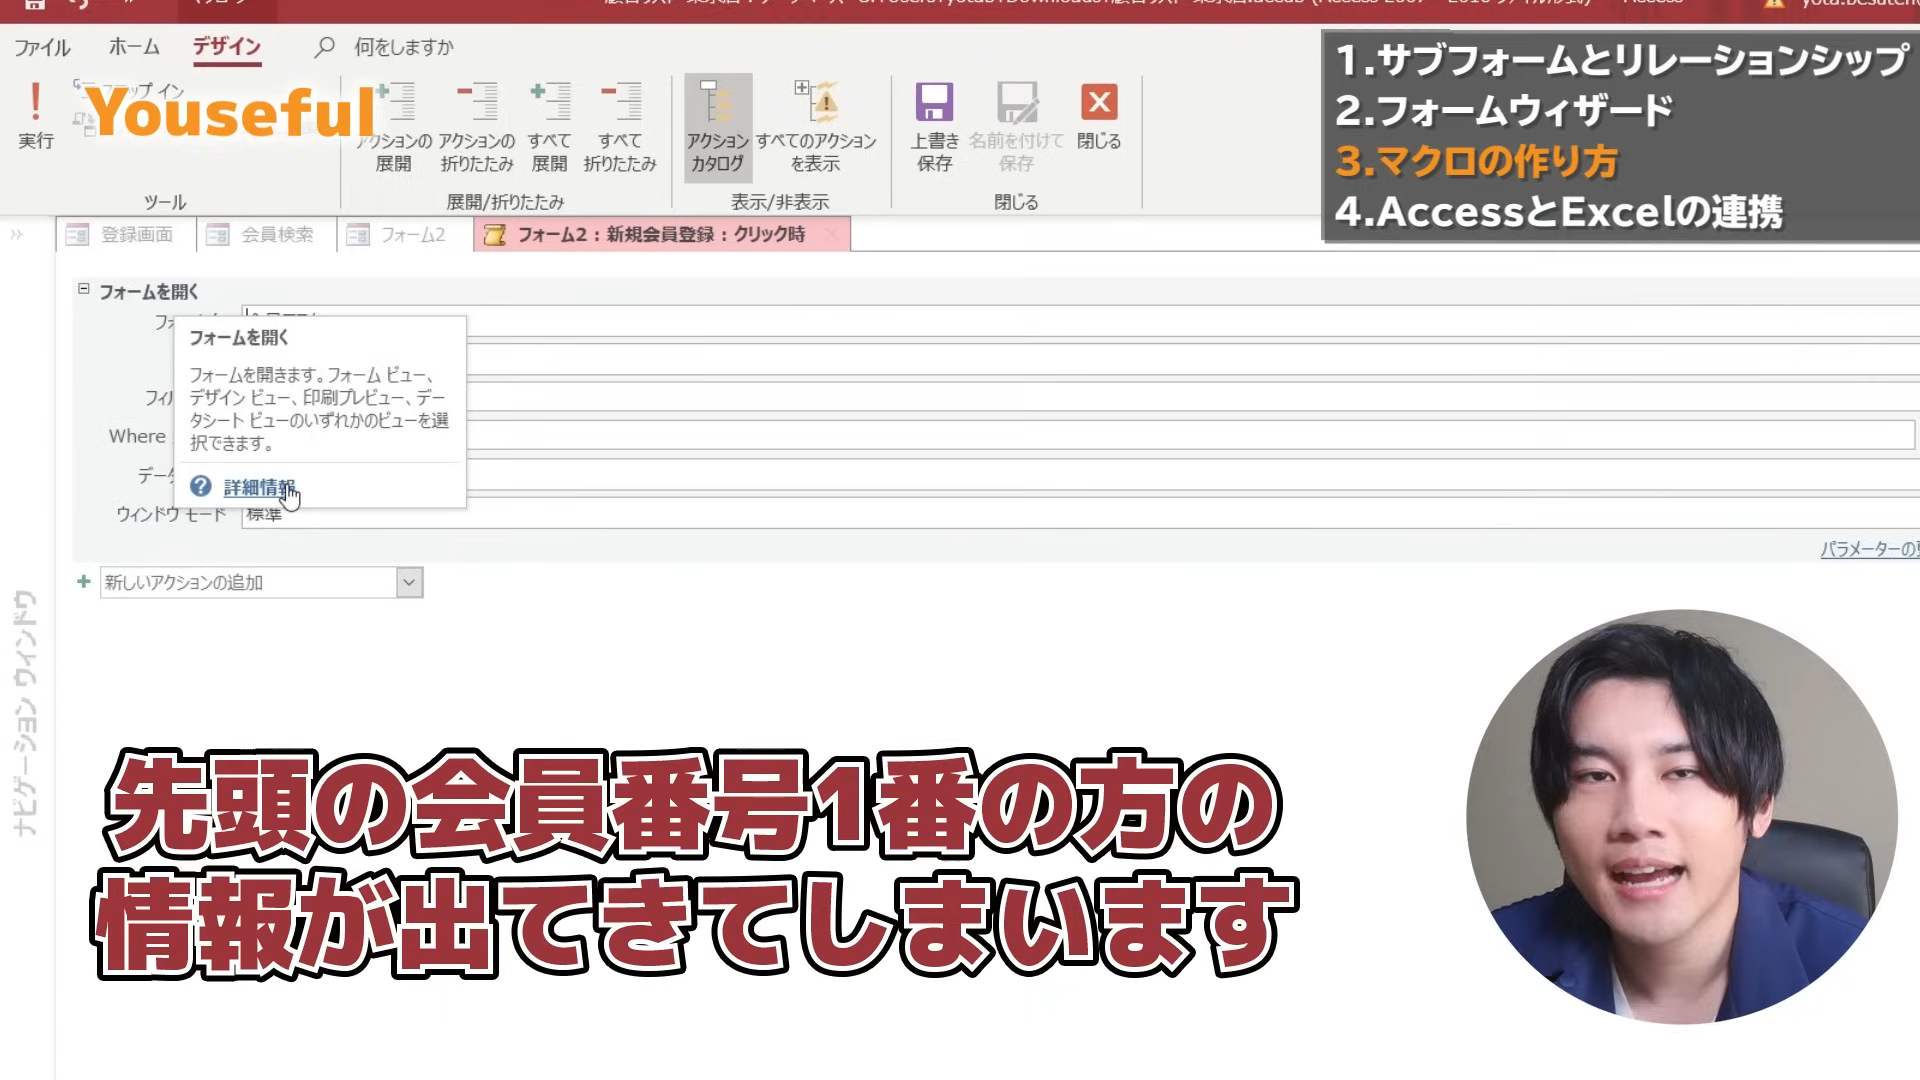 ファイル
ホーム
デザイン
何をしますか
1.サブフォームとリレーションシップ
2.フォームウィザード
3.マクロの作り方
4.AccessとExcelの連携
Youseful
ステップ イン
実行
アクションの
展開
アクションの
折りたたみ
すべて
展開
すべて
折りたたみ
アクション
カタログ
すべてのアクション
を表示
上書き
保存
名前を付けて
保存
閉じる
ツール
展開/折りたたみ
表示/非表示
閉じる
登録画面
会員検索
フォーム2
フォーム2 : 新規会員登録 : クリック時
フォームを開く
フォームを開く
フォームを開きます。フォーム ビュー、
デザイン ビュー、印刷プレビュー、デー
タシート ビューのいずれかのビューを選
択できます。
Where
詳細情報
ウィンドウ モード
標準
パラメーターの
新しいアクションの追加
ナビゲーション ウィンドウ
先頭の会員番号1番の方の
情報が出てきてしまいます